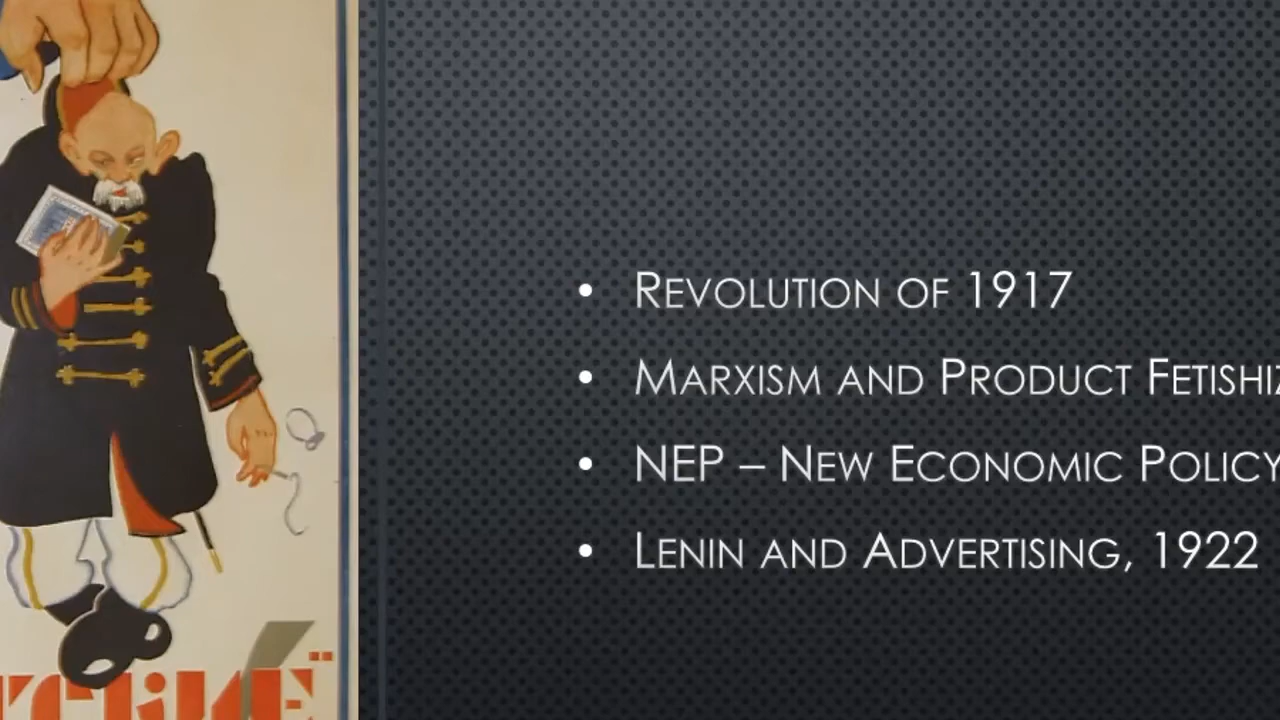 • Revolution of 1917
• Marxism and Product Fetishiz
• NEP – New Economic Policy
• Lenin and Advertising, 1922